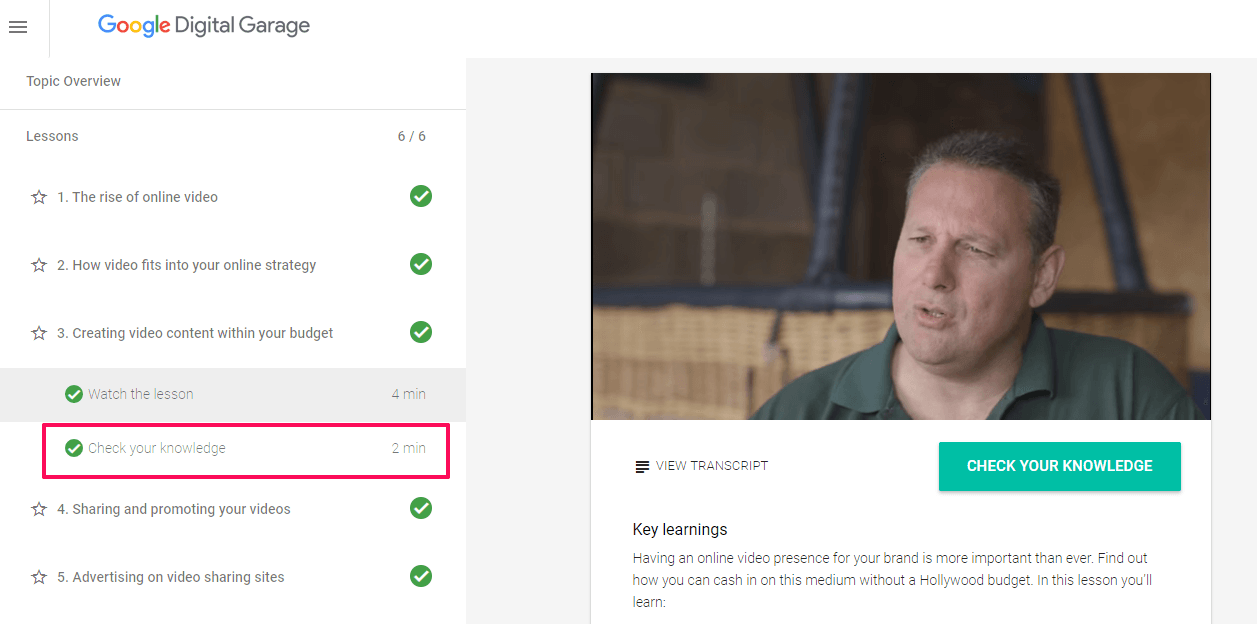 Google Digital Garage
Topic Overview
Lessons 6 / 6
1. The rise of online video
2. How video fits into your online strategy
3. Creating video content within your budget
Watch the lesson 4 min
Check your knowledge 2 min
4. Sharing and promoting your videos
5. Advertising on video sharing sites
VIEW TRANSCRIPT
CHECK YOUR KNOWLEDGE
Key learnings
Having an online video presence for your brand is more important than ever. Find out
how you can cash in on this medium without a Hollywood budget. In this lesson you'll
learn: